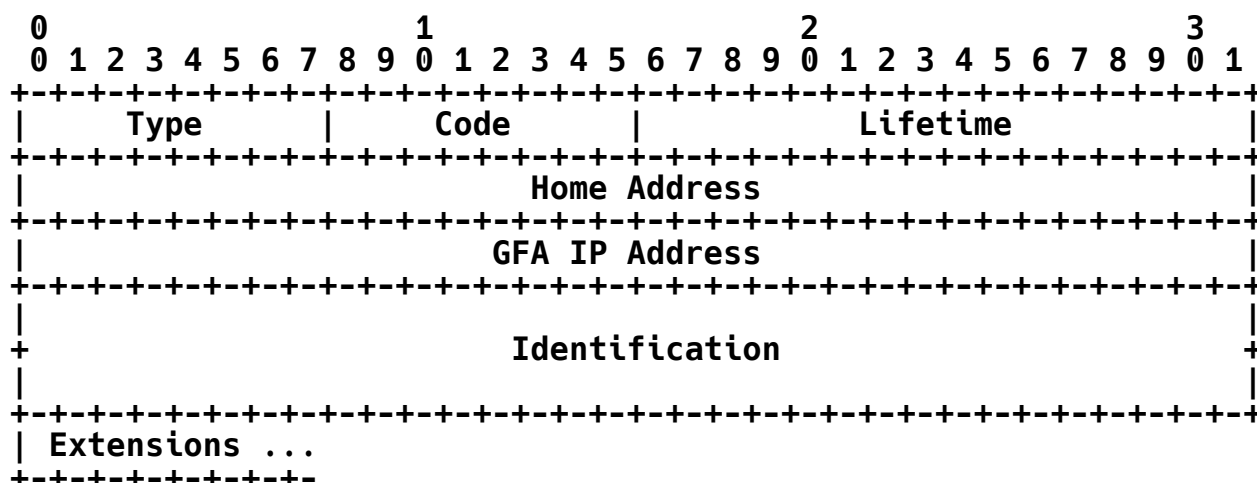 0                   1                   2                   3
 0 1 2 3 4 5 6 7 8 9 0 1 2 3 4 5 6 7 8 9 0 1 2 3 4 5 6 7 8 9 0 1
+-+-+-+-+-+-+-+-+-+-+-+-+-+-+-+-+-+-+-+-+-+-+-+-+-+-+-+-+-+-+-+-+
|     Type      |     Code      |           Lifetime            |
+-+-+-+-+-+-+-+-+-+-+-+-+-+-+-+-+-+-+-+-+-+-+-+-+-+-+-+-+-+-+-+-+
|                          Home Address                         |
+-+-+-+-+-+-+-+-+-+-+-+-+-+-+-+-+-+-+-+-+-+-+-+-+-+-+-+-+-+-+-+-+
|                        GFA IP Address                         |
+-+-+-+-+-+-+-+-+-+-+-+-+-+-+-+-+-+-+-+-+-+-+-+-+-+-+-+-+-+-+-+-+
|                                                               |
+                         Identification                        +
|                                                               |
+-+-+-+-+-+-+-+-+-+-+-+-+-+-+-+-+-+-+-+-+-+-+-+-+-+-+-+-+-+-+-+-+
| Extensions ...
+-+-+-+-+-+-+-+-